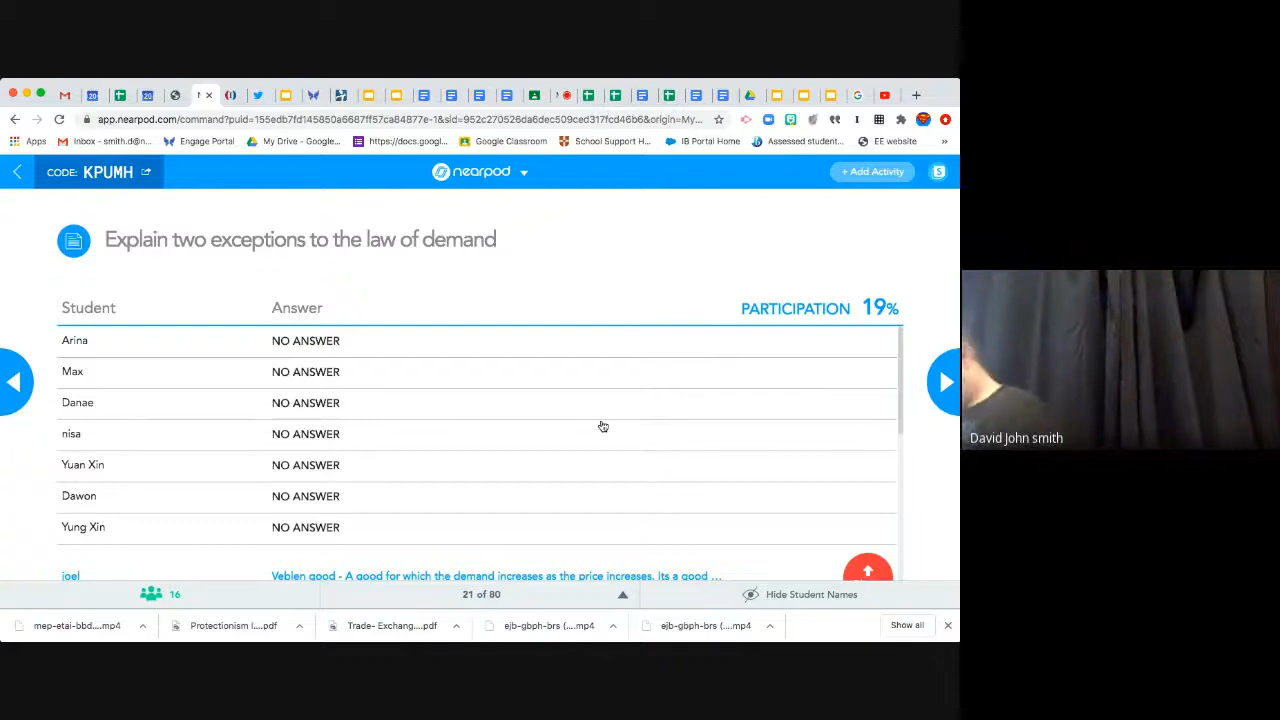 app.nearpod.com/command?puid=155edb7fd145850a6687ff57ca84877e-1&sid=952c270526da6dec509ced317fcd46b6&origin=My...
Apps
Inbox - smith.d@n...
Engage Portal
My Drive - Google...
https://docs.googl...
Google Classroom
School Support H...
IB Portal Home
Assessed student...
EE website
»
CODE: KPUMH
nearpod
+ Add Activity
S
Explain two exceptions to the law of demand
Student Answer PARTICIPATION 19%
Arina NO ANSWER
Max NO ANSWER
Danae NO ANSWER
nisa NO ANSWER
Yuan Xin NO ANSWER
Dawon NO ANSWER
Yung Xin NO ANSWER
joel Veblen good - A good for which the demand increases as the price increases. Its a good ...
16
21 of 80
Hide Student Names
mep-etai-bbd....mp4
Protectionism I....pdf
Trade- Exchang....pdf
ejb-gbph-brs (....mp4
ejb-gbph-brs (....mp4
Show all
David John smith